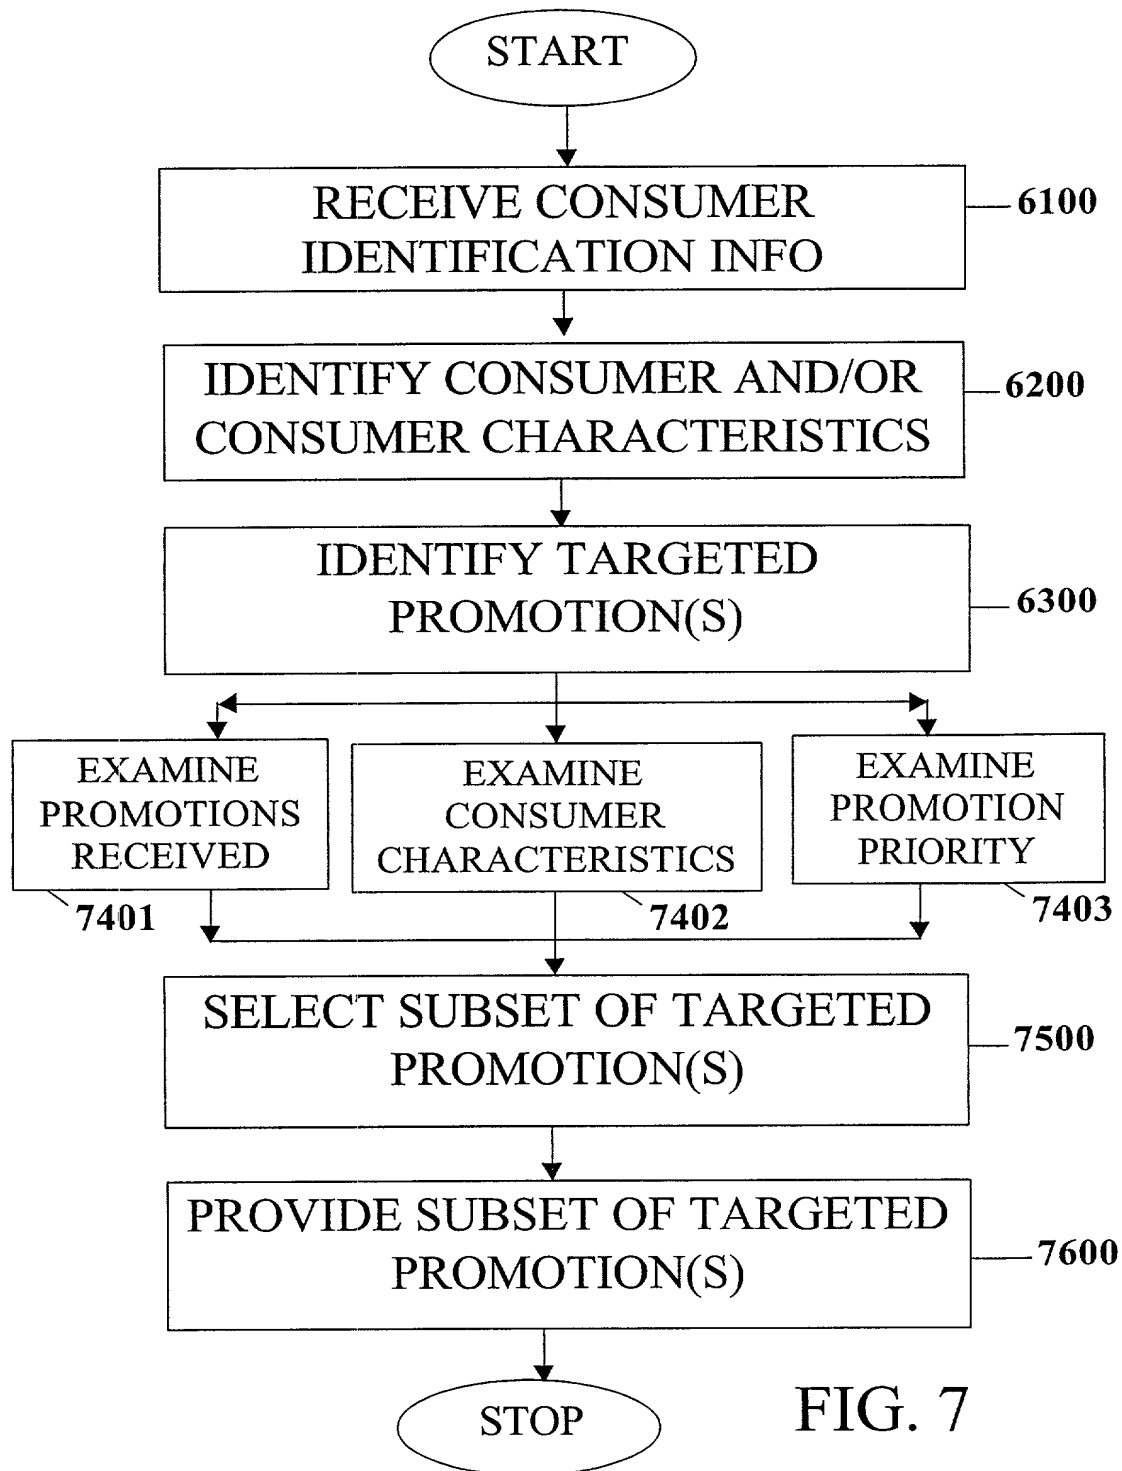 START
RECEIVE CONSUMER
IDENTIFICATION INFO
6100
IDENTIFY CONSUMER AND/OR
CONSUMER CHARACTERISTICS
6200
IDENTIFY TARGETED
PROMOTION(S)
6300
EXAMINE
PROMOTIONS
RECEIVED
7401
EXAMINE
CONSUMER
CHARACTERISTICS
7402
EXAMINE
PROMOTION
PRIORITY
7403
SELECT SUBSET OF TARGETED
PROMOTION(S)
7500
PROVIDE SUBSET OF TARGETED
PROMOTION(S)
7600
STOP
FIG. 7